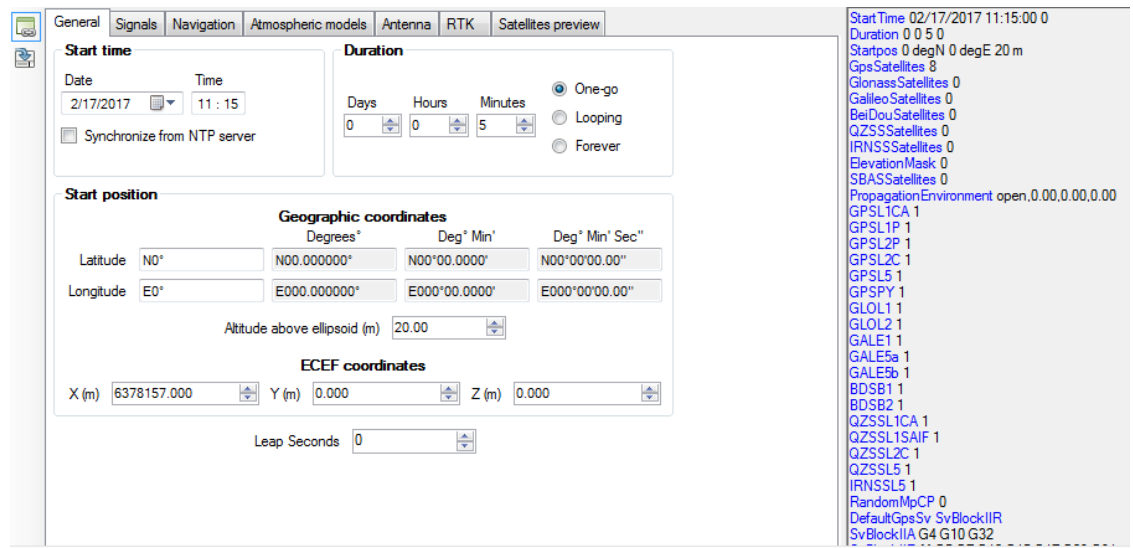 General Signals Navigation Atmospheric models Antenna RTK Satellites preview
Start time
Date Time
2/17/2017 11 : 15
Synchronize from NTP server
Duration
Days Hours Minutes
0 0 5
One-go
Looping
Forever
Start position
Geographic coordinates
Degrees° Deg° Min' Deg° Min' Sec"
Latitude N0° N00.000000° N00°00.0000' N00°00'00.00"
Longitude E0° E000.000000° E000°00.0000' E000°00'00.00"
Altitude above ellipsoid (m) 20.00
ECEF coordinates
X (m) 6378157.000 Y (m) 0.000 Z (m) 0.000
Leap Seconds 0
StartTime 02/17/2017 11:15:00 0
Duration 0 0 5 0
Startpos 0 degN 0 degE 20 m
GpsSatellites 8
GlonassSatellites 0
GalileoSatellites 0
BeiDouSatellites 0
QZSSSatellites 0
IRNSSSatellites 0
ElevationMask 0
SBASSatellites 0
PropagationEnvironment open,0.00,0.00,0.00
GPSL1CA 1
GPSL1P 1
GPSL2P 1
GPSL2C 1
GPSL5 1
GPSPY 1
GLOL1 1
GLOL2 1
GALE1 1
GALE5a 1
GALE5b 1
BDSB1 1
BDSB2 1
QZSSL1CA 1
QZSSL1SAIF 1
QZSSL2C 1
QZSSL5 1
IRNSSL5 1
RandomMpCP 0
DefaultGpsSv SvBlockIIR
SvBlockIIA G4 G10 G32